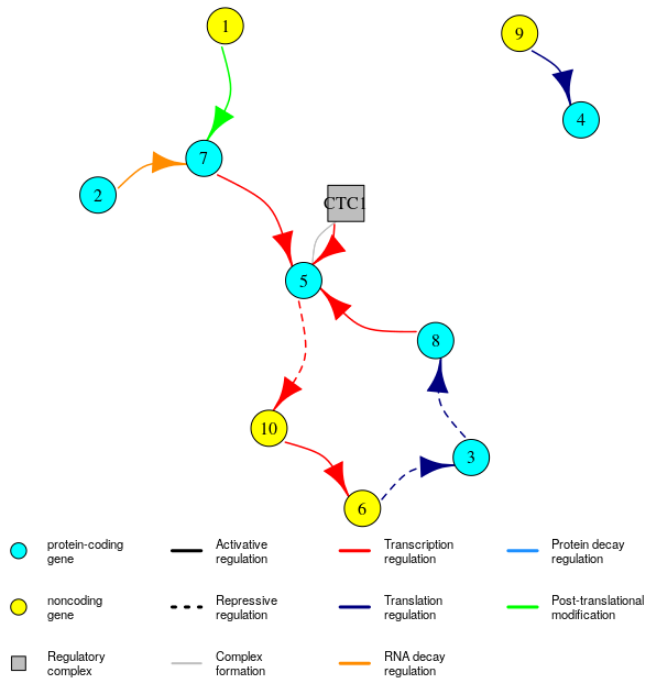 1
9
4
7
2
CTC1
5
8
10
3
6
protein-coding
gene
Activative
regulation
Transcription
regulation
Protein decay
regulation
noncoding
gene
Repressive
regulation
Translation
regulation
Post-translational
modification
Regulatory
complex
Complex
formation
RNA decay
regulation